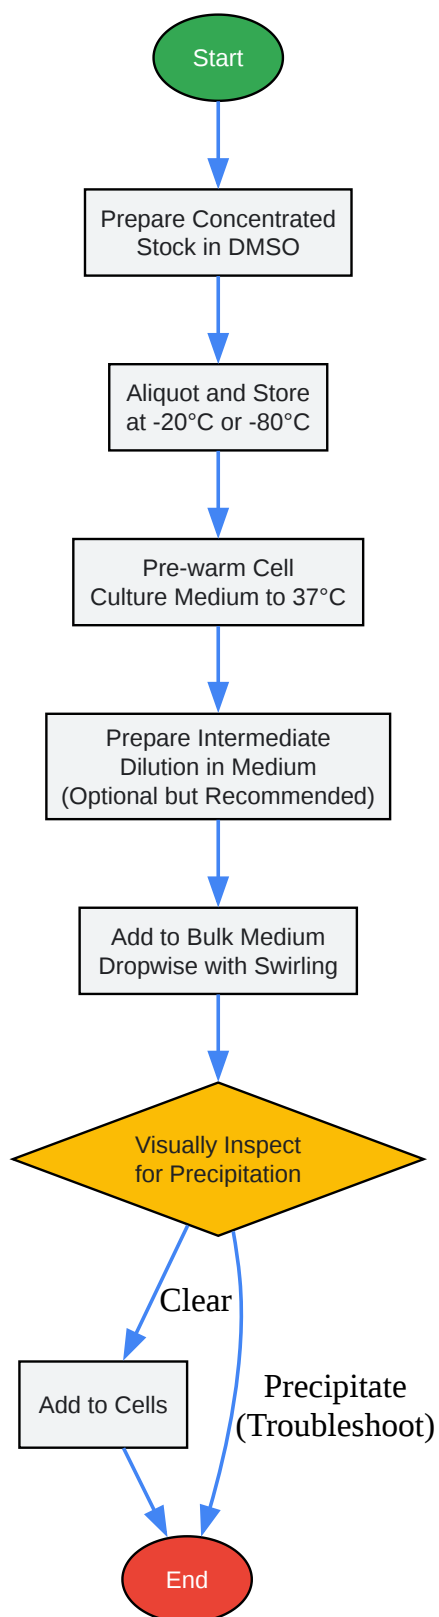 Start
Prepare Concentrated
Stock in DMSO
Aliquot and Store
at -20°C or -80°C
Pre-warm Cell
Culture Medium to 37°C
Prepare Intermediate
Dilution in Medium
(Optional but Recommended)
Add to Bulk Medium
Dropwise with Swirling
Visually Inspect
for Precipitation
Clear
Precipitate
(Troubleshoot)
Add to Cells
End